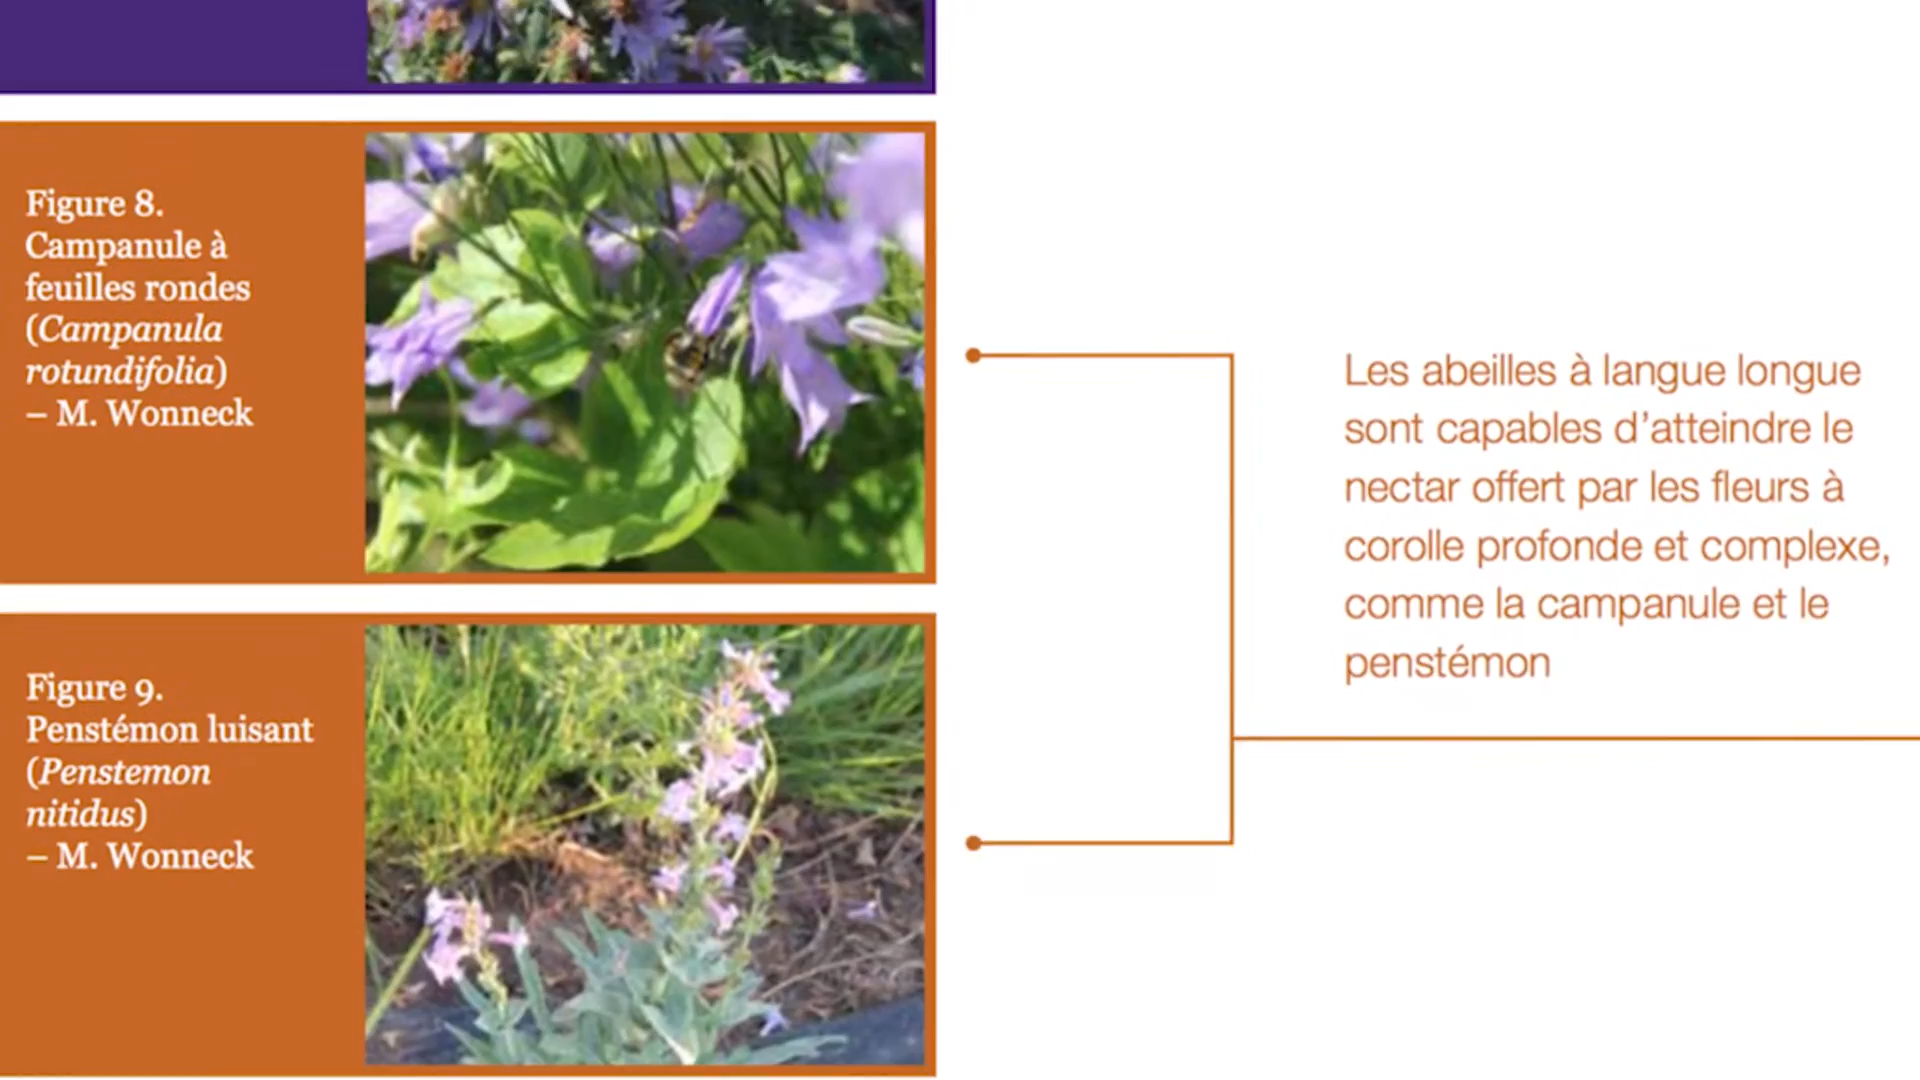 Figure 8.
Campanule à
feuilles rondes
(Campanula
rotundifolia)
– M. Wonneck
Les abeilles à langue longue
sont capables d’atteindre le
nectar offert par les fleurs à
corolle profonde et complexe,
comme la campanule et le
penstémon
Figure 9.
Penstémon luisant
(Penstemon
nitidus)
– M. Wonneck